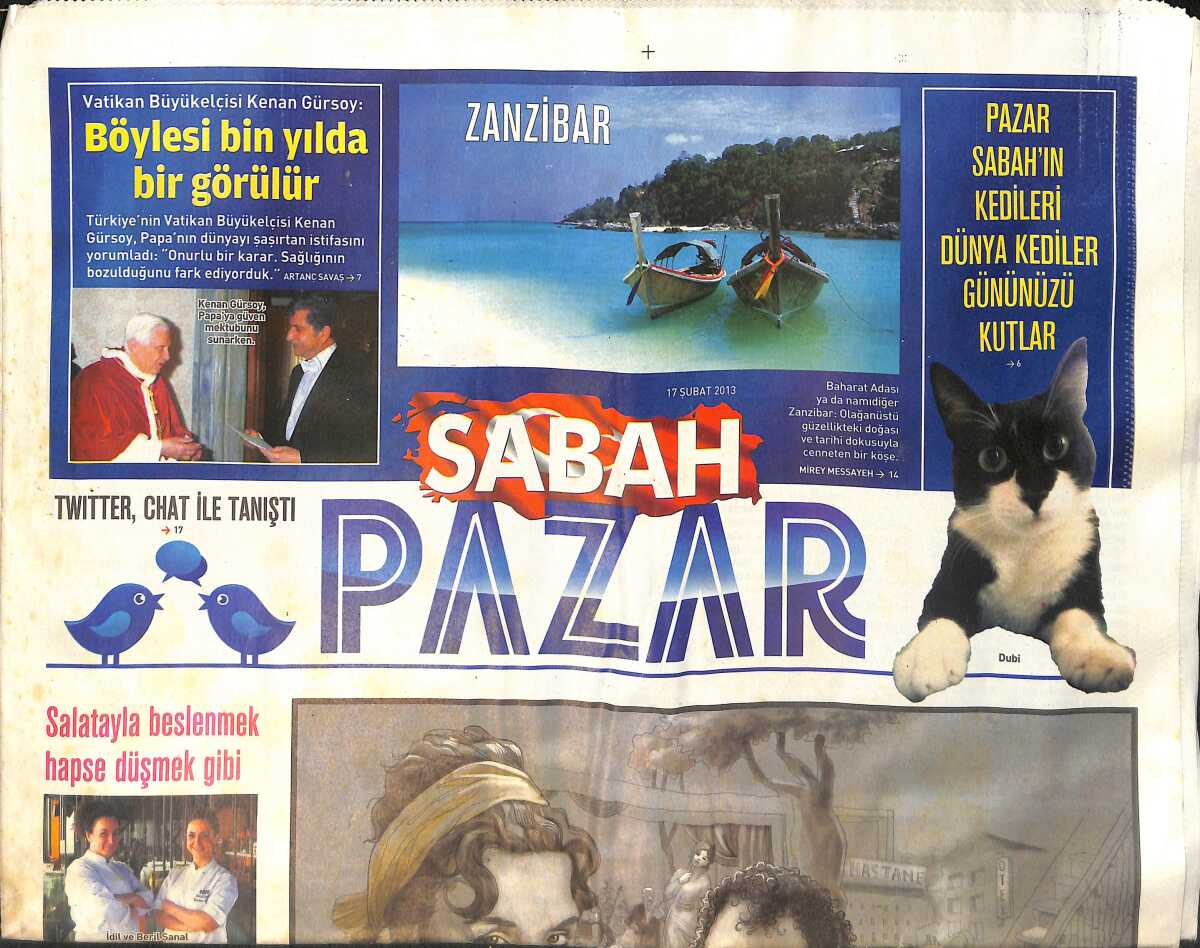 Vatikan Büyükelçisi Kenan Gürsoy:
Böylesi bin yılda
bir görülür
Türkiye'nin Vatikan Büyükelçisi Kenan
Gürsoy, Papa'nın dünyayı şaşırtan istifasını
yorumladı: “Onurlu bir karar. Sağlığının
bozulduğunu fark ediyorduk.” ARTANÇ SAVAŞ → 7
Kenan Gürsoy,
Papa'ya güven
mektubunu
sunarken.
ZANZİBAR
17 ŞUBAT 2013
Baharat Adası
ya da namıdiğer
Zanzibar: Olağanüstü
güzellikteki doğası
ve tarihi dokusuyla
cenneten bir köşe.
MİREY MESSAYEH → 14
PAZAR
SABAH'IN
KEDİLERİ
DÜNYA KEDİLER
GÜNÜNÜZÜ
KUTLAR
→ 6
SABAH
PAZAR
TWITTER, CHAT İLE TANIŞTI
→ 17
Dubi
Salatayla beslenmek
hapse düşmek gibi
İdil ve Beril Şanal
HASTANE